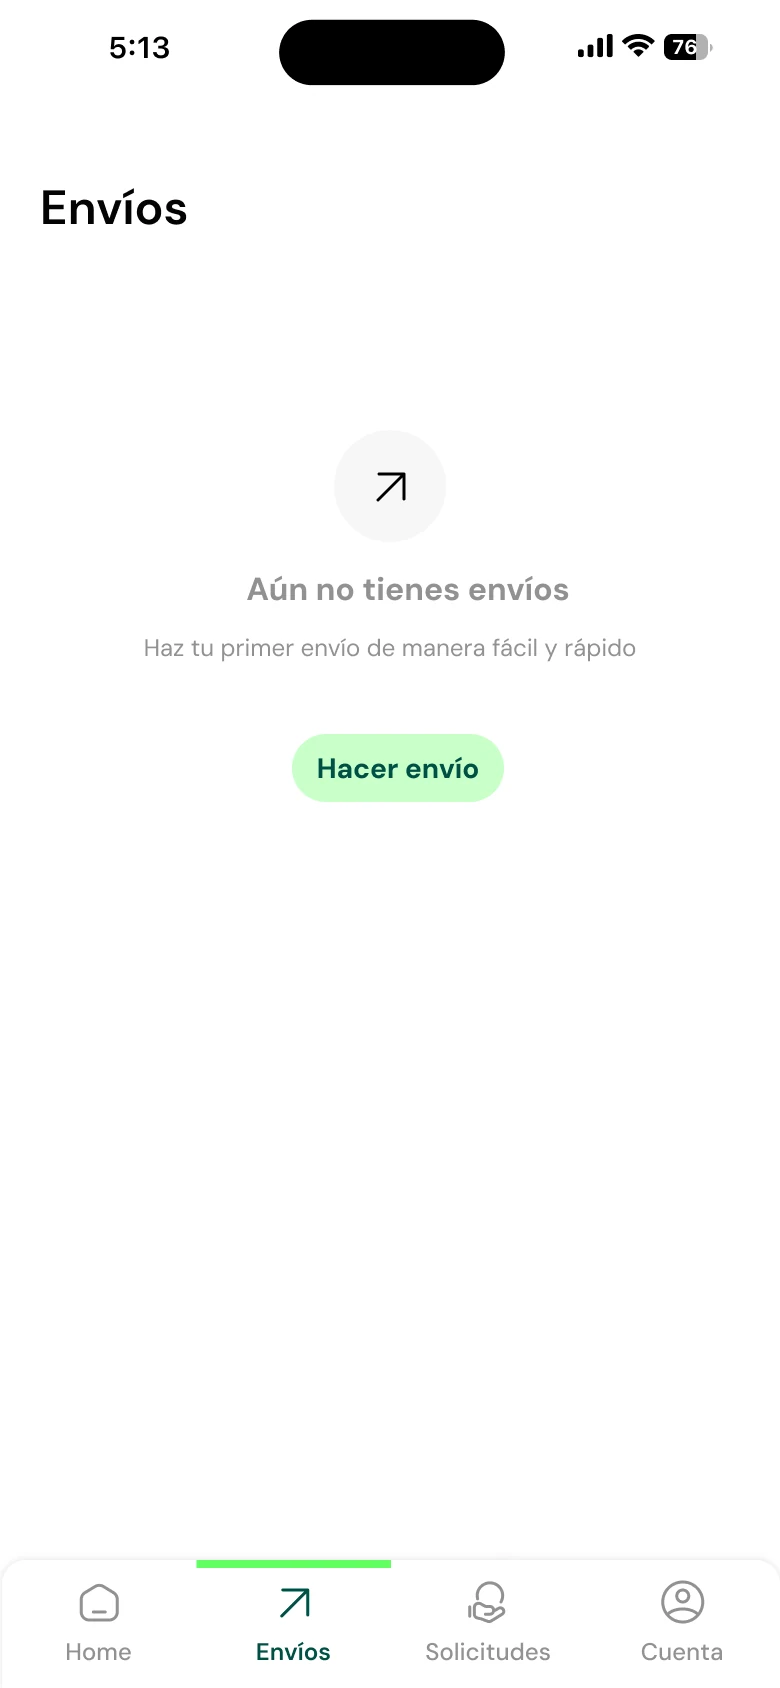 5:13
76
Envíos
Aún no tienes envíos
Haz tu primer envío de manera fácil y rápido
Hacer envío
Home
Envíos
Solicitudes
Cuenta